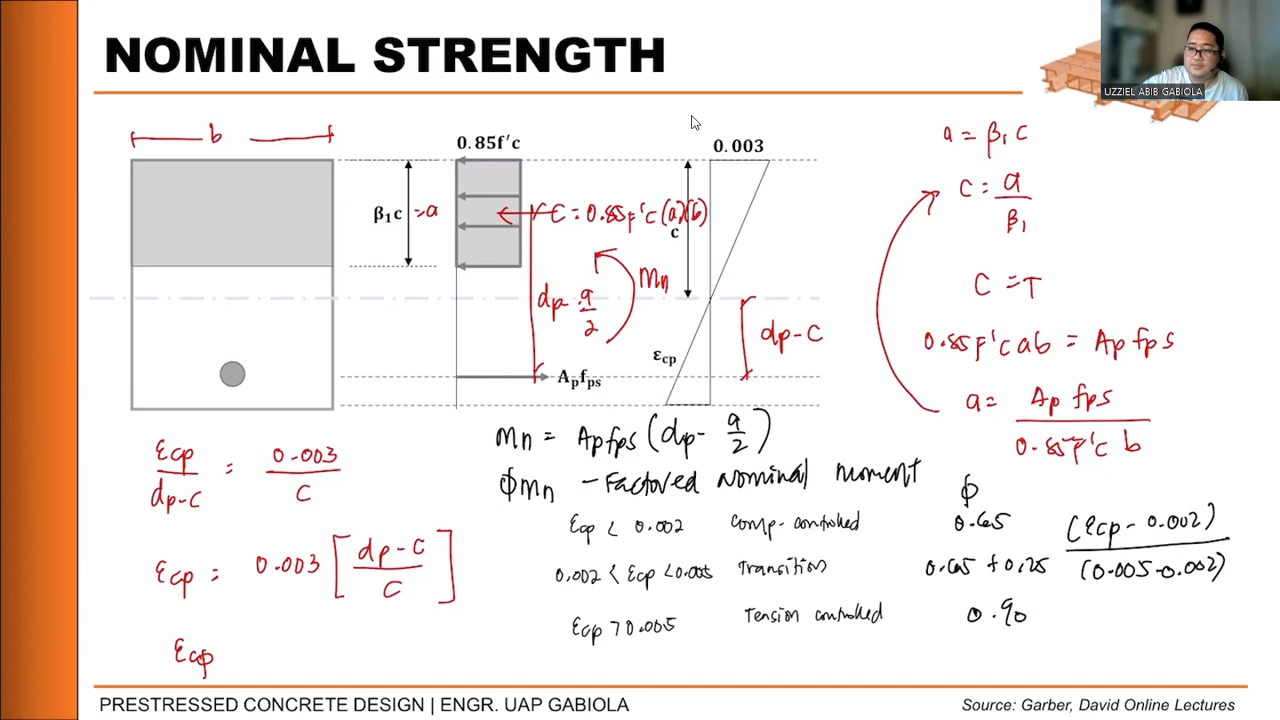 NOMINAL STRENGTH
UZZIEL ABIB GABIOLA
b
0.85f'c
0.003
a = β₁c
β₁c = a
C = 0.85f'c(a)(b)
c
c = a/β₁
Mn
dp - a/2
C = T
dp-c
0.85f'c ab = Ap fps
εcp
Apfps
a = Ap fps / 0.85f'c b
Mn = Apfps (dp - a/2)
εcp / dp-c = 0.003 / c
φMn - Factored nominal moment
φ
εcp < 0.002 comp-controlled 0.65
εcp = 0.003 [dp-c / c]
0.002 < εcp < 0.005 Transition 0.65 + 0.25 (εcp - 0.002) / (0.005-0.002)
εcp > 0.005 Tension controlled 0.90
εcp
PRESTRESSED CONCRETE DESIGN | ENGR. UAP GABIOLA
Source: Garber, David Online Lectures